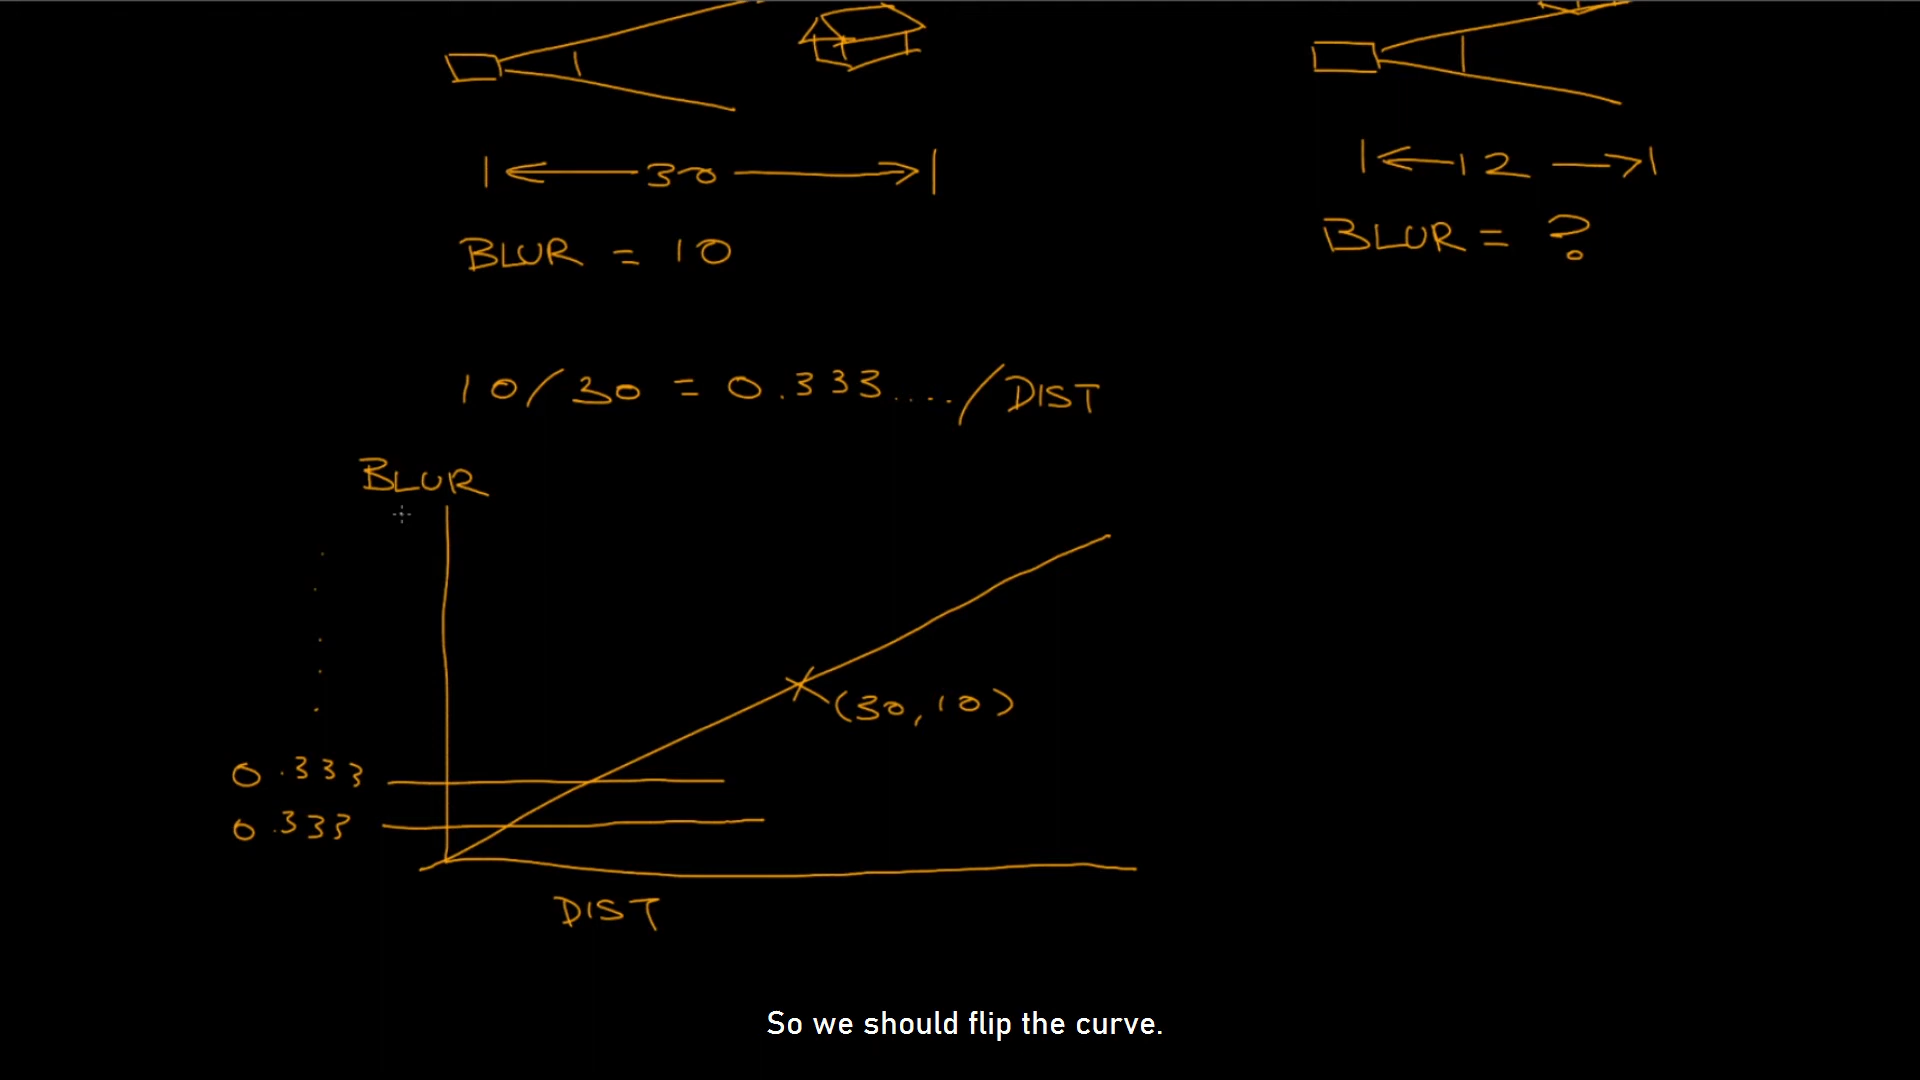 30
12
BLUR = 10
BLUR = ?
10/30 = 0.333..../DIST
BLUR
(30,10)
0.333
0.333
DIST
So we should flip the curve.